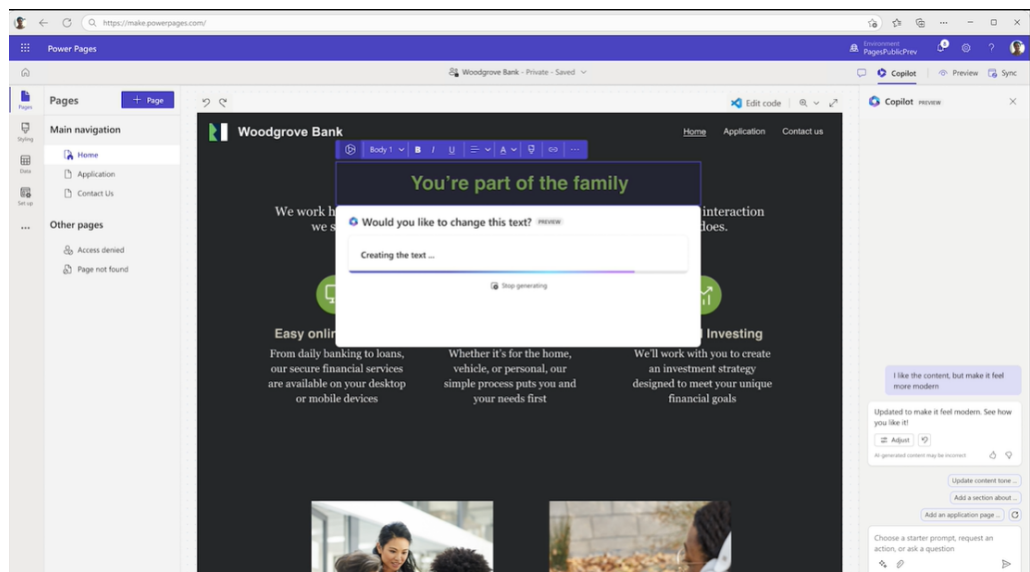 https://make.powerpages.com/
Power Pages
Environment
PagesPublicPrev
Woodgrove Bank - Private - Saved
Copilot
Preview
Sync
Pages
Styling
Data
Set up
Pages
+ Page
Main navigation
Home
Application
Contact Us
Other pages
Access denied
Page not found
Edit code
Woodgrove Bank
Home
Application
Contact us
Body 1
B
I
U
A
You're part of the family
We work h
interaction
we s
does.
Would you like to change this text? PREVIEW
Creating the text ...
Stop generating
Easy onlin
Investing
From daily banking to loans,
our secure financial services
are available on your desktop
or mobile devices
Whether it's for the home,
vehicle, or personal, our
simple process puts you and
your needs first
We'll work with you to create
an investment strategy
designed to meet your unique
financial goals
Copilot PREVIEW
I like the content, but make it feel
more modern
Updated to make it feel modern. See how
you like it!
Adjust
AI-generated content may be incorrect
Update content tone ...
Add a section about ...
Add an application page ...
Choose a starter prompt, request an
action, or ask a question